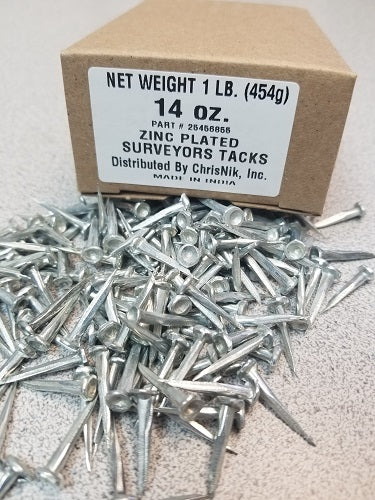 NET WEIGHT 1 LB. (454g)
14 oz.
PART # 26466856
ZINC PLATED
SURVEYORS TACKS
Distributed By ChrisNik, Inc.
MADE IN INDIA